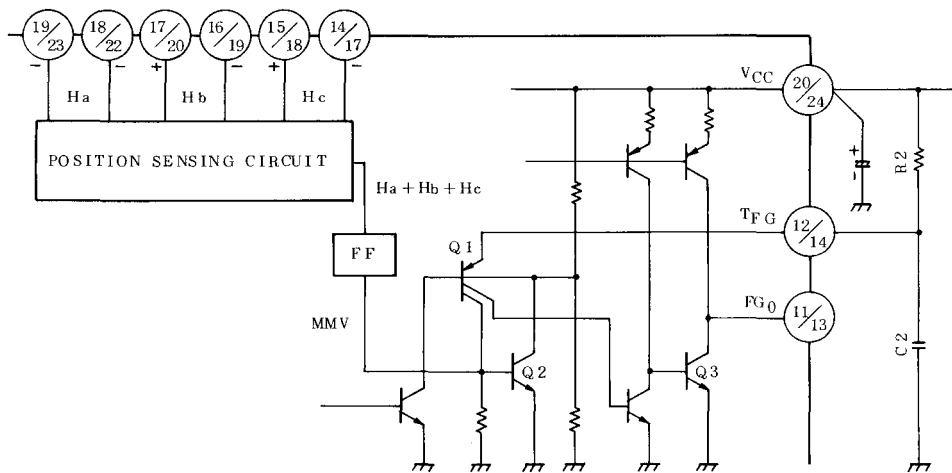 19/23 18/22 17/20 16/19 15/18 14/17
− − + − + −
Ha Hb Hc
VCC 20/24
POSITION SENSING CIRCUIT
+
−
R2
Ha + Hb + Hc
TFG 12/14
FF
Q1
FG0 11/13
MMV
C2
Q2
Q3